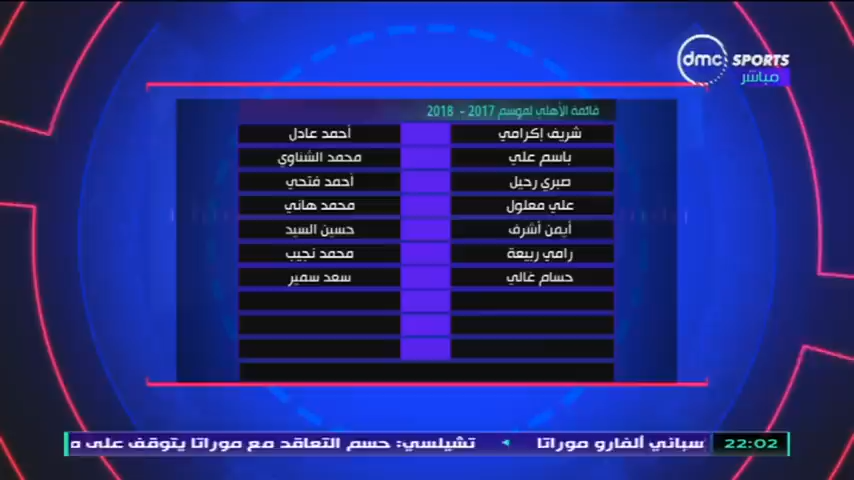 dmc SPORTS
مباشر
قائمة الأهلي لموسم 2017 - 2018
شريف إكرامي أحمد عادل
باسم علي محمد الشناوي
صبري رحيل أحمد فتحي
علي معلول محمد هاني
أيمن أشرف حسين السيد
رامي ربيعة محمد نجيب
حسام غالي سعد سمير
22:02 سباني ألفارو موراتا ◄ تشيلسي: حسم التعاقد مع موراتا يتوقف على